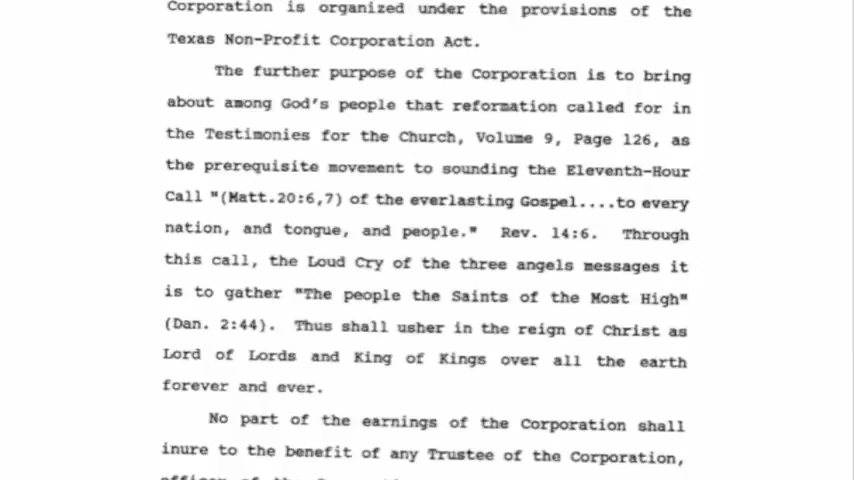 Corporation is organized under the provisions of the
Texas Non-Profit Corporation Act.
The further purpose of the Corporation is to bring
about among God's people that reformation called for in
the Testimonies for the Church, Volume 9, Page 126, as
the prerequisite movement to sounding the Eleventh-Hour
Call "(Matt.20:6,7) of the everlasting Gospel....to every
nation, and tongue, and people." Rev. 14:6. Through
this call, the Loud Cry of the three angels messages it
is to gather "The people the Saints of the Most High"
(Dan. 2:44). Thus shall usher in the reign of Christ as
Lord of Lords and King of Kings over all the earth
forever and ever.
No part of the earnings of the Corporation shall
inure to the benefit of any Trustee of the Corporation,
officer of the